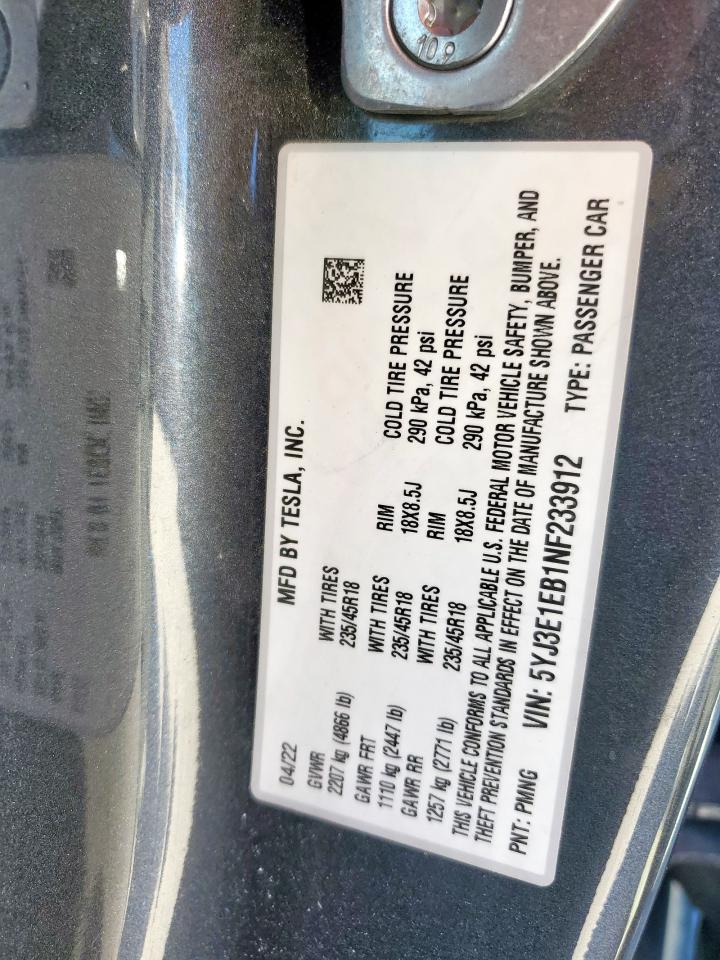 109
MFD BY TESLA, INC.
04/22
GVWR WITH TIRES
2207 kg (4866 lb) 235/45R18
GAWR FRT WITH TIRES RIM COLD TIRE PRESSURE
1110 kg (2447 lb) 235/45R18 18X8.5J 290 kPa, 42 psi
GAWR RR WITH TIRES RIM COLD TIRE PRESSURE
1257 kg (2771 lb) 235/45R18 18X8.5J 290 kPa, 42 psi
THIS VEHICLE CONFORMS TO ALL APPLICABLE U.S. FEDERAL MOTOR VEHICLE SAFETY, BUMPER, AND
THEFT PREVENTION STANDARDS IN EFFECT ON THE DATE OF MANUFACTURE SHOWN ABOVE.
PNT: PMNG VIN: 5YJ3E1EB1NF233912 TYPE: PASSENGER CAR